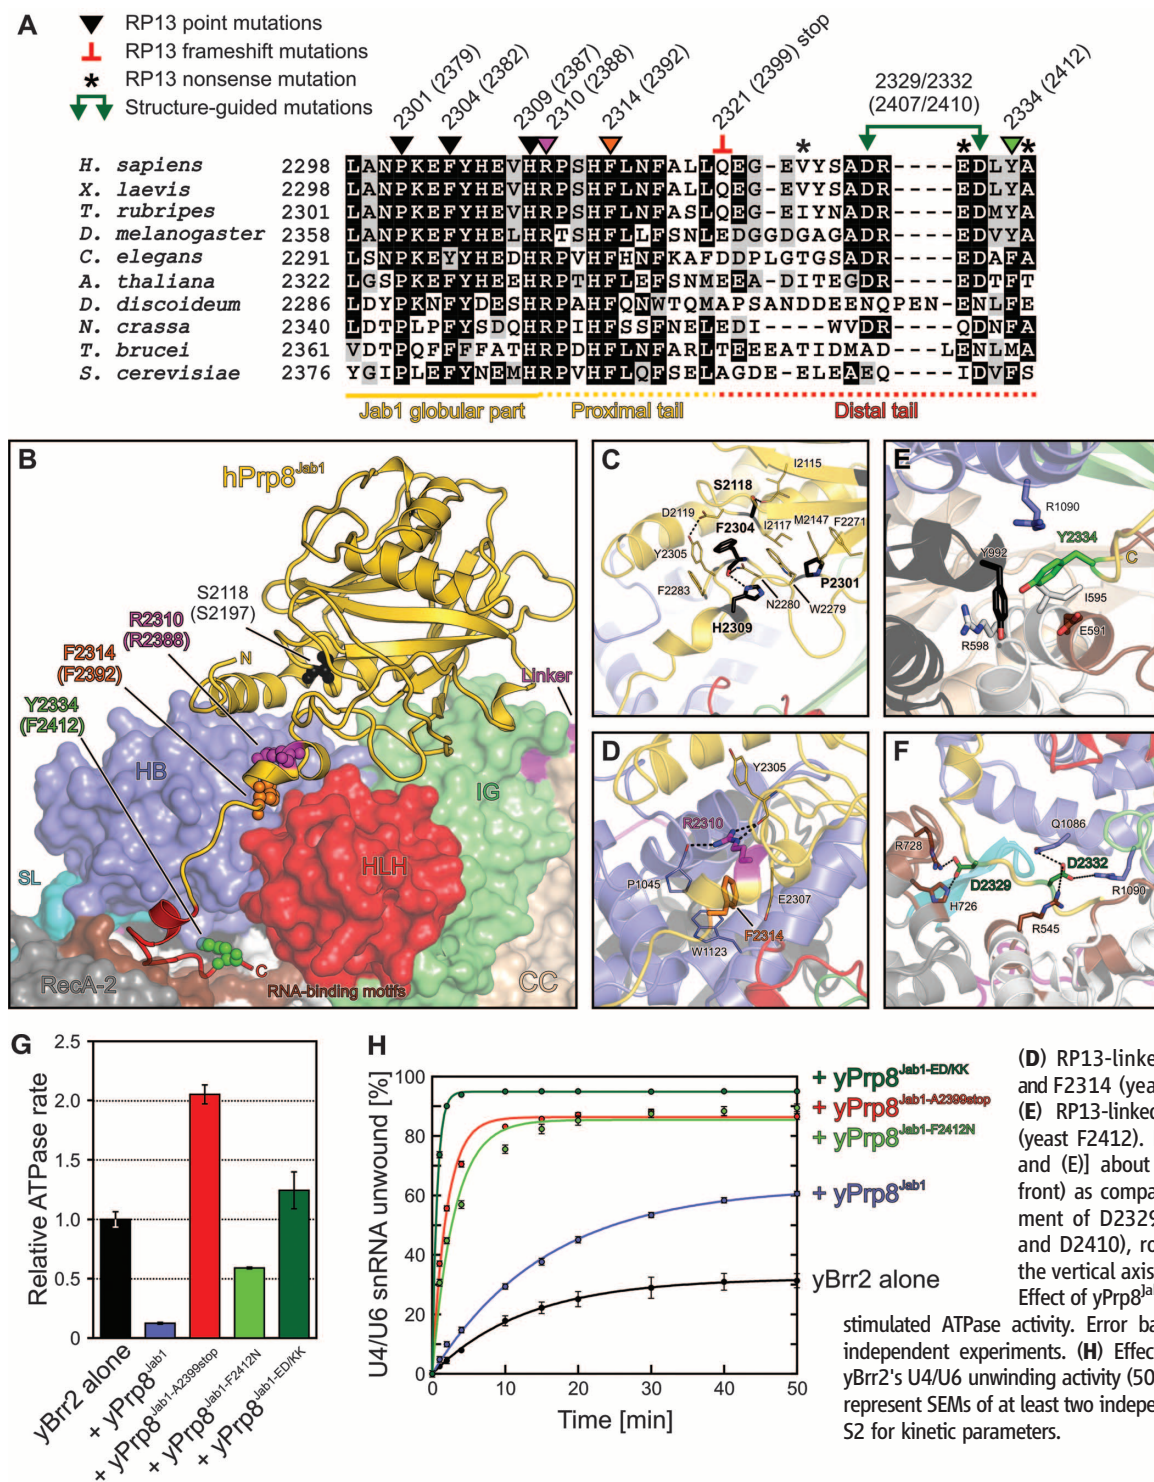 A
RP13 point mutations
RP13 frameshift mutations
* RP13 nonsense mutation
Structure-guided mutations
2301 (2379)
2304 (2382)
2309 (2387)
2310 (2388)
2314 (2392)
2321 (2399) stop
2329/2332
(2407/2410)
2334 (2412)
* * *
H. sapiens 2298 LANPKEFYHEVHRPSHFLNFALLQEG-EVYSADR----EDLYA
X. laevis 2298 LANPKEFYHEVHRPSHFLNFALLQEG-EVYSADR----EDLYA
T. rubripes 2301 LANPKEFYHEVHRPSHFLNFASLQEG-EIYNADR----EDMYA
D. melanogaster 2358 LANPKEFYHELHRTSHFLLFSNLEDGGDGAGADR----EDVYA
C. elegans 2291 LSNPKEYYHEDHRPVHFHNFKAFDDPLGTGSADR----EDAFA
A. thaliana 2322 LGSPKEFYHEEHRPTHFLEFSNMEEA-DITEGDR----EDTFT
D. discoideum 2286 LDYPKNFYDESHRPAHFQNWTQMAPSANDDEENQPEN-ENLFE
N. crassa 2340 LDTPLPFYSDQHRPIHFSSFNELEDI----WVDR----QDNFA
T. brucei 2361 VDTPQFFFFATHRPDHFLNFARLTEEEATIDMAD----LENLMA
S. cerevisiae 2376 YGIPLEFYNEMHRPVHFLQFSELAGDE-ELEAEQ----IDVFS
Jab1 globular part
Proximal tail
Distal tail
B
hPrp8Jab1
S2118
(S2197)
R2310
(R2388)
F2314
(F2392)
Y2334
(F2412)
N
Linker
HB
IG
HLH
SL
C
RecA-2
RNA-binding motifs
CC
C
I2115
S2118
D2119
F2304
I2117
M2147
F2271
Y2305
P2301
F2283
N2280
W2279
H2309
E
R1090
Y2334
Y992
C
I595
R598
E591
D
Y2305
R2310
P1045
E2307
F2314
W1123
F
Q1086
R728
D2332
D2329
R1090
H726
R545
G
2.5
2.0
1.5
1.0
0.5
0
Relative ATPase rate
yBrr2 alone
+ yPrp8Jab1
+ yPrp8Jab1-A2399stop
+ yPrp8Jab1-F2412N
+ yPrp8Jab1-ED/KK
H
100
80
60
40
20
0
U4/U6 snRNA unwound [%]
0 10 20 30 40 50
Time [min]
+ yPrp8Jab1-ED/KK
+ yPrp8Jab1-A2399stop
+ yPrp8Jab1-F2412N
+ yPrp8Jab1
yBrr2 alone
(D) RP13-linke
and F2314 (yea
(E) RP13-linked
(yeast F2412).
and (E)] about
front) as compa
ment of D2329
and D2410), ro
the vertical axis
Effect of yPrp8Jab
stimulated ATPase activity. Error ba
independent experiments. (H) Effec
yBrr2's U4/U6 unwinding activity (50
represent SEMs of at least two indepe
S2 for kinetic parameters.